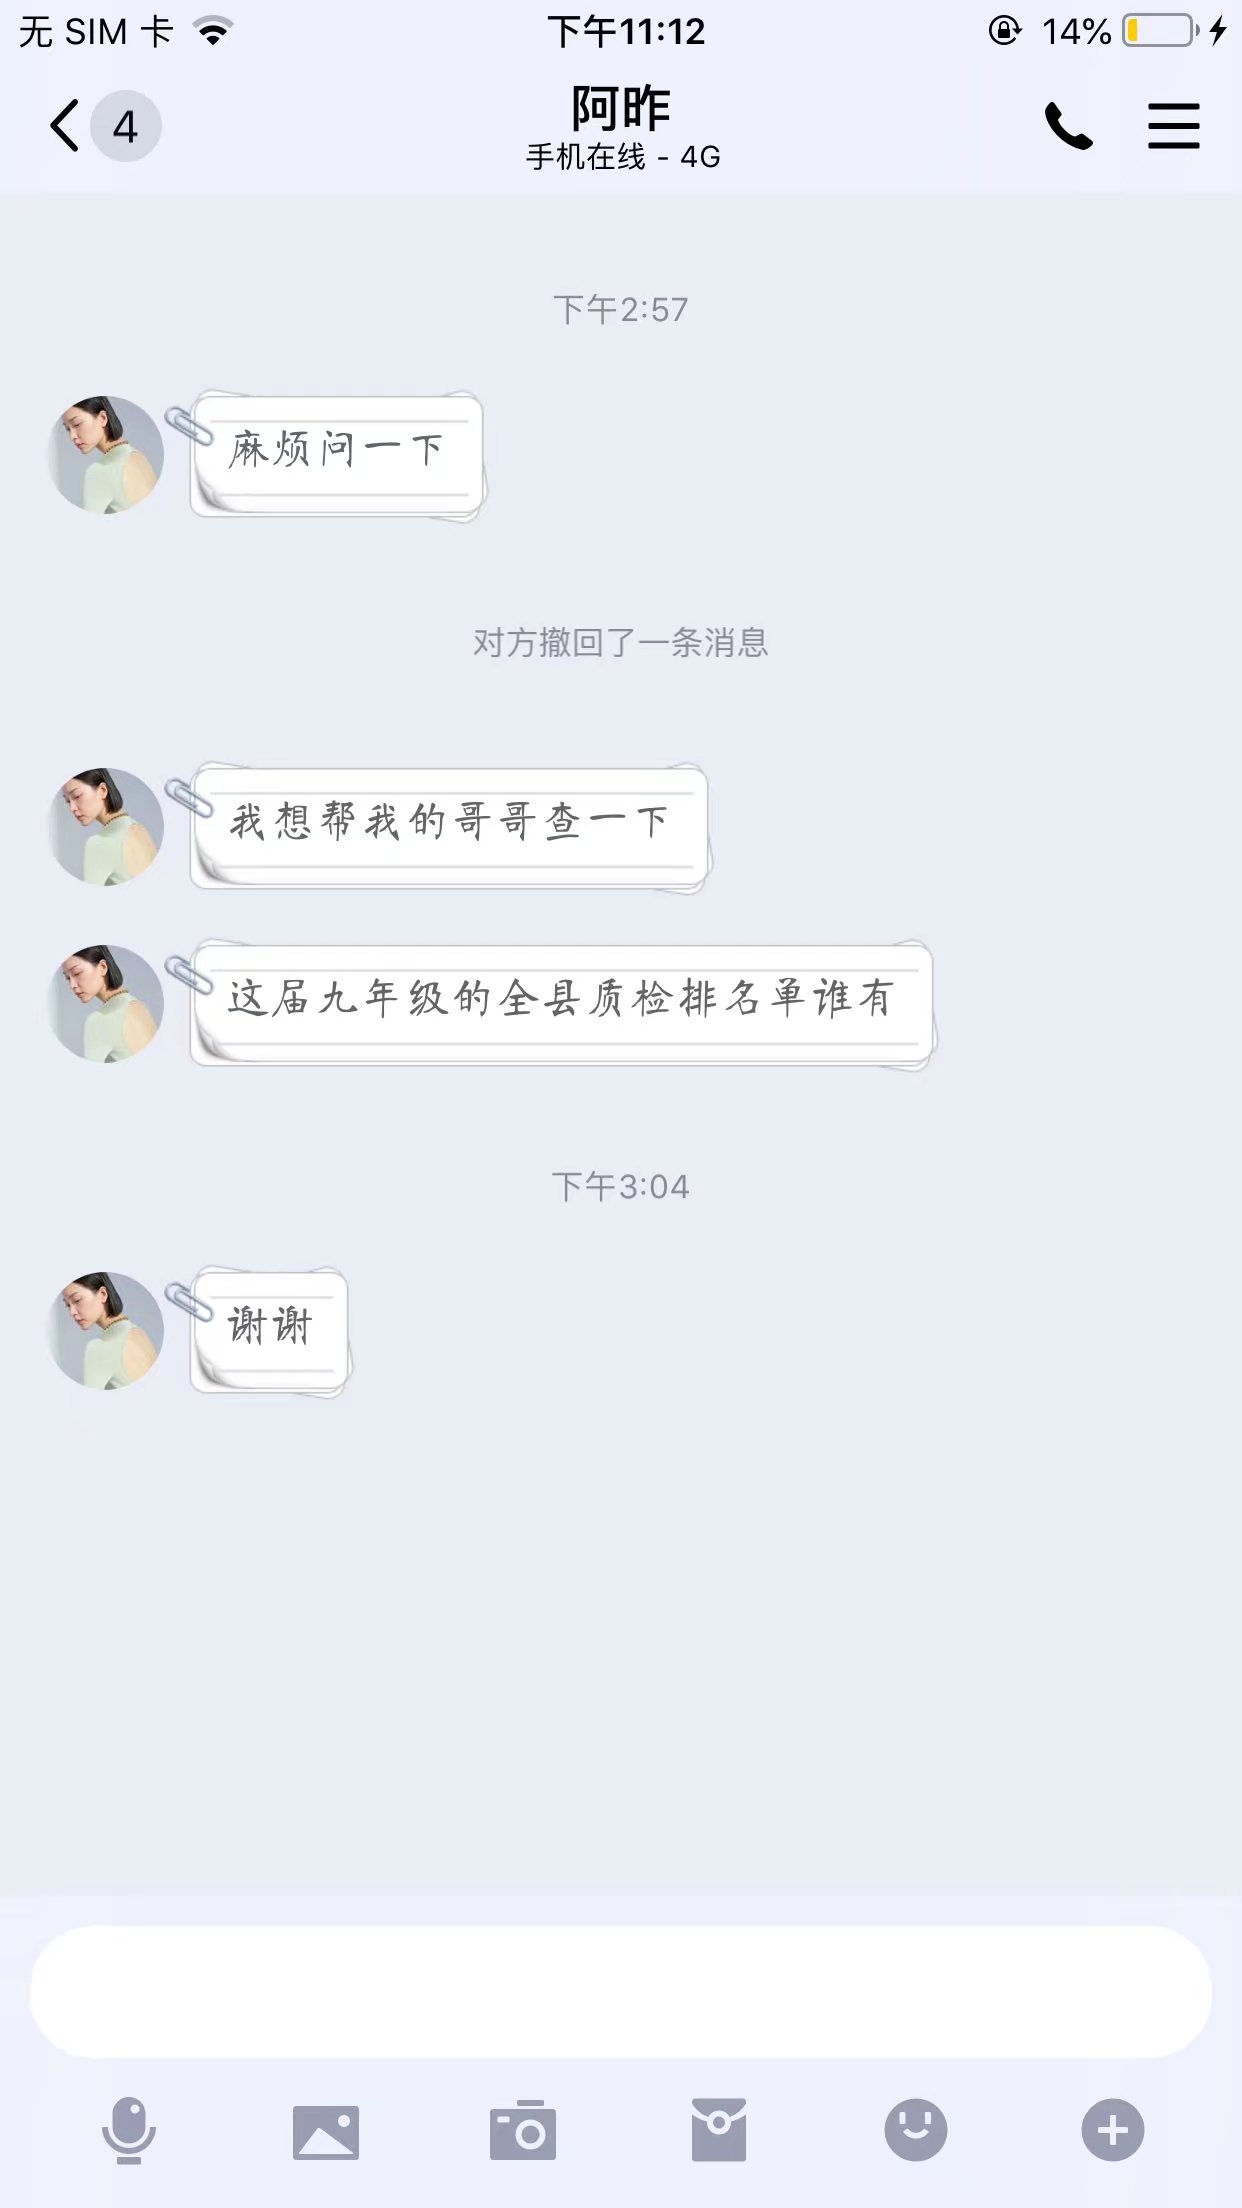 无 SIM 卡
下午11:12
14%
4
阿昨
手机在线 - 4G
下午2:57
麻烦问一下
对方撤回了一条消息
我想帮我的哥哥查一下
这届九年级的全县质检排名单谁有
下午3:04
谢谢